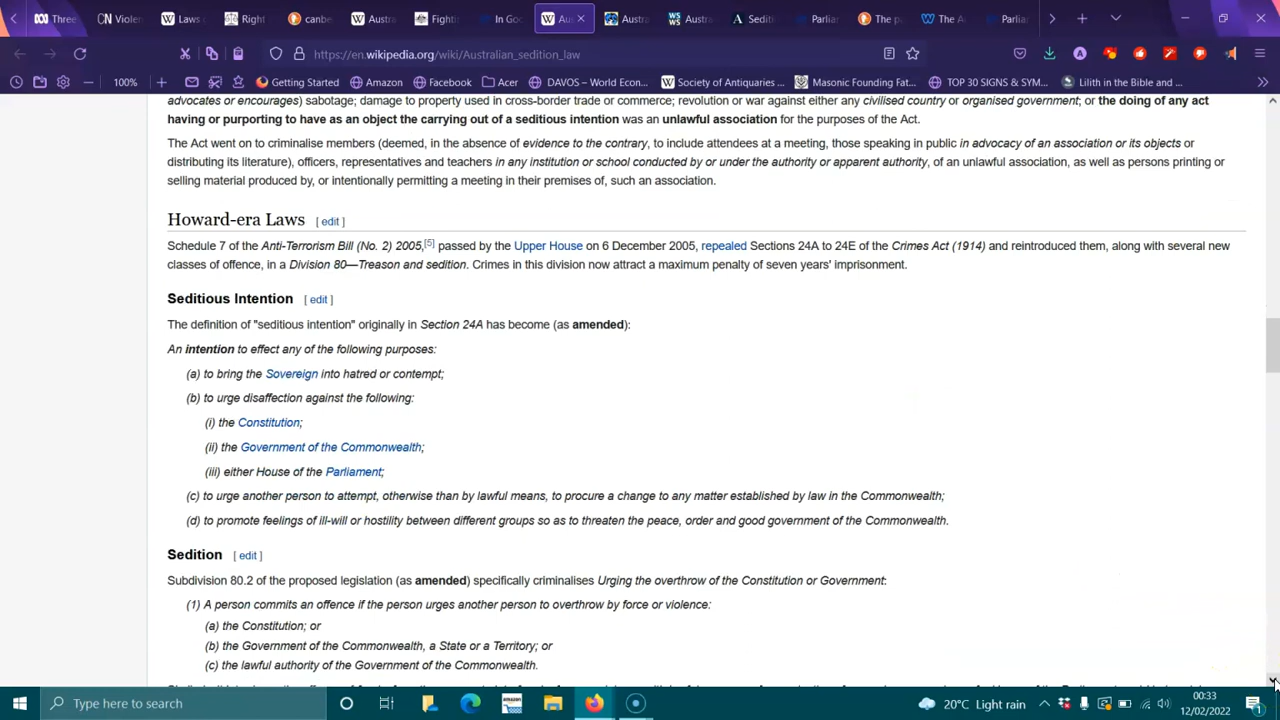 Three
CN Violen
Laws o
Right
canbe
Austra
Fightin
In Goo
Au
Austra
Austra
Sediti
Parlian
The p
The A
Parlian
https://en.wikipedia.org/wiki/Australian_sedition_law
100%
Getting Started
Amazon
Facebook
Acer
DAVOS – World Econ...
Society of Antiquaries ...
Masonic Founding Fat...
TOP 30 SIGNS & SYM...
Lilith in the Bible and ...
advocates or encourages) sabotage; damage to property used in cross-border trade or commerce; revolution or war against either any civilised country or organised government; or the doing of any act
having or purporting to have as an object the carrying out of a seditious intention was an unlawful association for the purposes of the Act.
The Act went on to criminalise members (deemed, in the absence of evidence to the contrary, to include attendees at a meeting, those speaking in public in advocacy of an association or its objects or
distributing its literature), officers, representatives and teachers in any institution or school conducted by or under the authority or apparent authority, of an unlawful association, as well as persons printing or
selling material produced by, or intentionally permitting a meeting in their premises of, such an association.
Howard-era Laws [ edit ]
Schedule 7 of the Anti-Terrorism Bill (No. 2) 2005,[5] passed by the Upper House on 6 December 2005, repealed Sections 24A to 24E of the Crimes Act (1914) and reintroduced them, along with several new
classes of offence, in a Division 80—Treason and sedition. Crimes in this division now attract a maximum penalty of seven years' imprisonment.
Seditious Intention [ edit ]
The definition of "seditious intention" originally in Section 24A has become (as amended):
An intention to effect any of the following purposes:
(a) to bring the Sovereign into hatred or contempt;
(b) to urge disaffection against the following:
(i) the Constitution;
(ii) the Government of the Commonwealth;
(iii) either House of the Parliament;
(c) to urge another person to attempt, otherwise than by lawful means, to procure a change to any matter established by law in the Commonwealth;
(d) to promote feelings of ill-will or hostility between different groups so as to threaten the peace, order and good government of the Commonwealth.
Sedition [ edit ]
Subdivision 80.2 of the proposed legislation (as amended) specifically criminalises Urging the overthrow of the Constitution or Government:
(1) A person commits an offence if the person urges another person to overthrow by force or violence:
(a) the Constitution; or
(b) the Government of the Commonwealth, a State or a Territory; or
(c) the lawful authority of the Government of the Commonwealth.
Type here to search
20°C Light rain
00:33
12/02/2022